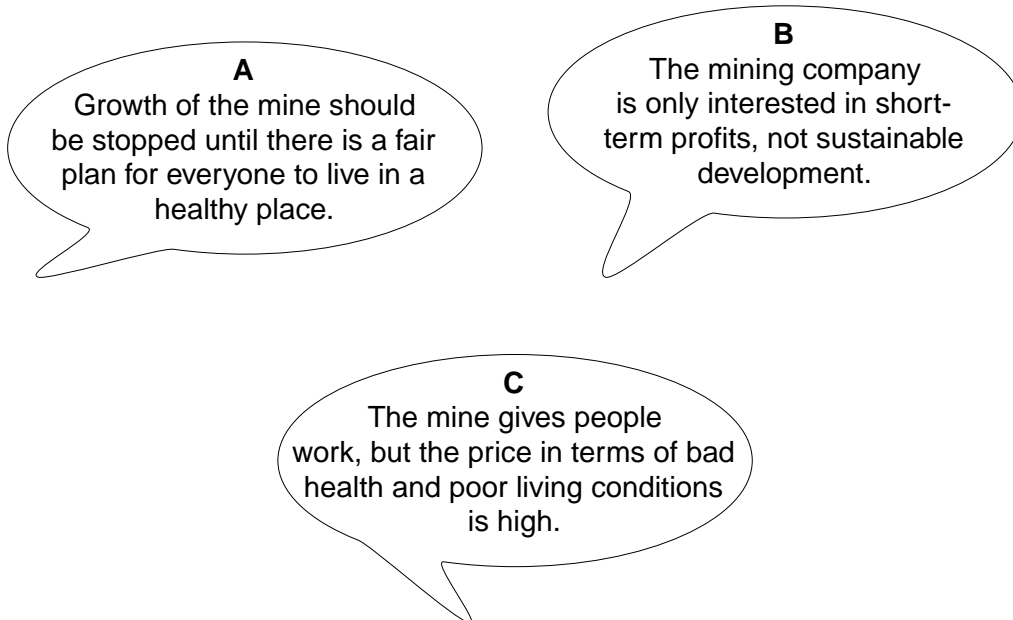 A
Growth of the mine should
be stopped until there is a fair
plan for everyone to live in a
healthy place.
B
The mining company
is only interested in short-
term profits, not sustainable
development.
C
The mine gives people
work, but the price in terms of bad
health and poor living conditions
is high.